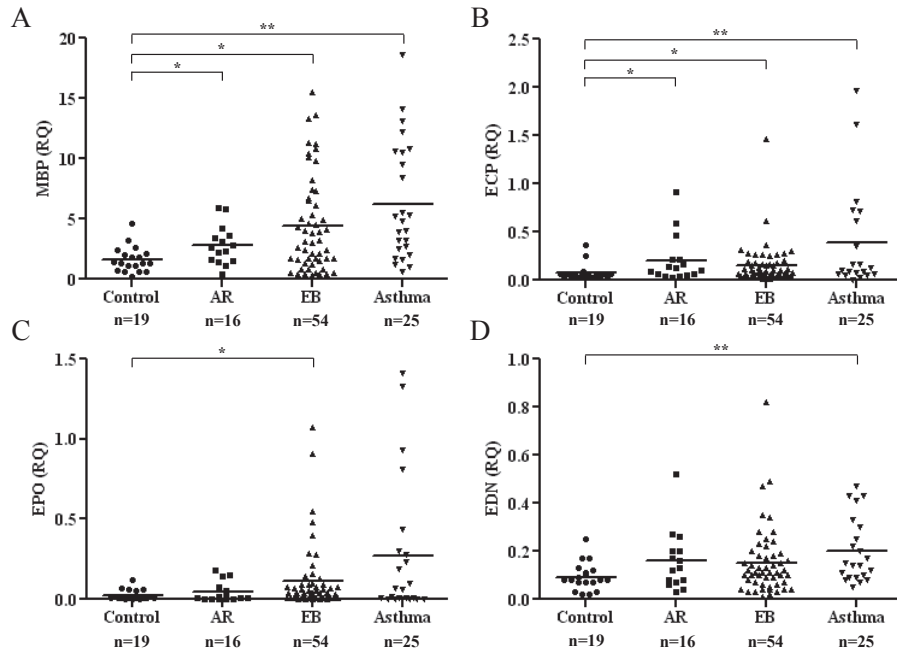 A
**
*
*
20
15
10
5
0
MBP (RQ)
Control AR EB Asthma
n=19 n=16 n=54 n=25
B
**
*
*
2.5
2.0
1.5
1.0
0.5
0.0
ECP (RQ)
Control AR EB Asthma
n=19 n=16 n=54 n=25
C
*
1.5
1.0
0.5
0.0
EPO (RQ)
Control AR EB Asthma
n=19 n=16 n=54 n=25
D
**
1.0
0.8
0.6
0.4
0.2
0.0
EDN (RQ)
Control AR EB Asthma
n=19 n=16 n=54 n=25